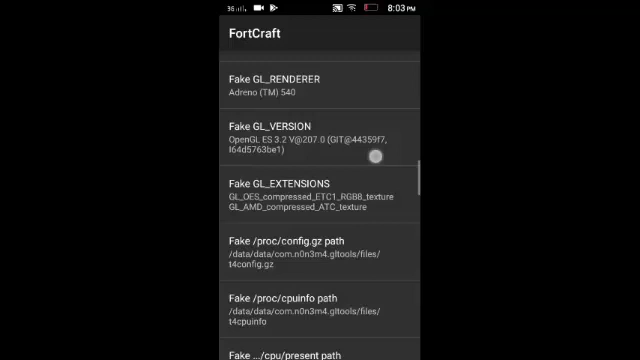 3G
8:03 PM
FortCraft
Fake GL_RENDERER
Adreno (TM) 540
Fake GL_VERSION
OpenGL ES 3.2 V@207.0 (GIT@44359f7,
I64d5763be1)
Fake GL_EXTENSIONS
GL_OES_compressed_ETC1_RGB8_texture
GL_AMD_compressed_ATC_texture
Fake /proc/config.gz path
/data/data/com.n0n3m4.gltools/files/
t4config.gz
Fake /proc/cpuinfo path
/data/data/com.n0n3m4.gltools/files/
t4cpuinfo
Fake .../cpu/present path